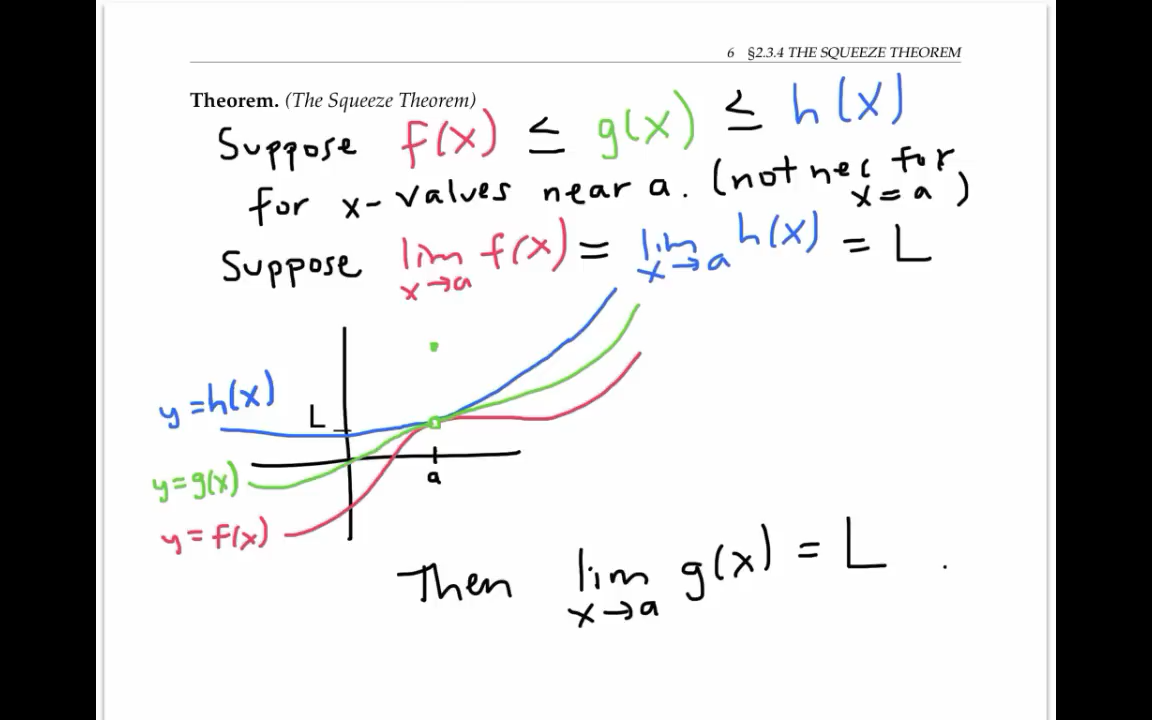 6 §2.3.4 THE SQUEEZE THEOREM
Theorem. (The Squeeze Theorem)
Suppose f(x) ≤ g(x) ≤ h(x)
for x-values near a. (not nec for
x=a)
Suppose lim f(x) = lim h(x) = L
x→a x→a
y=h(x)
L
y=g(x)
a
y=f(x)
Then lim g(x) = L
x→a